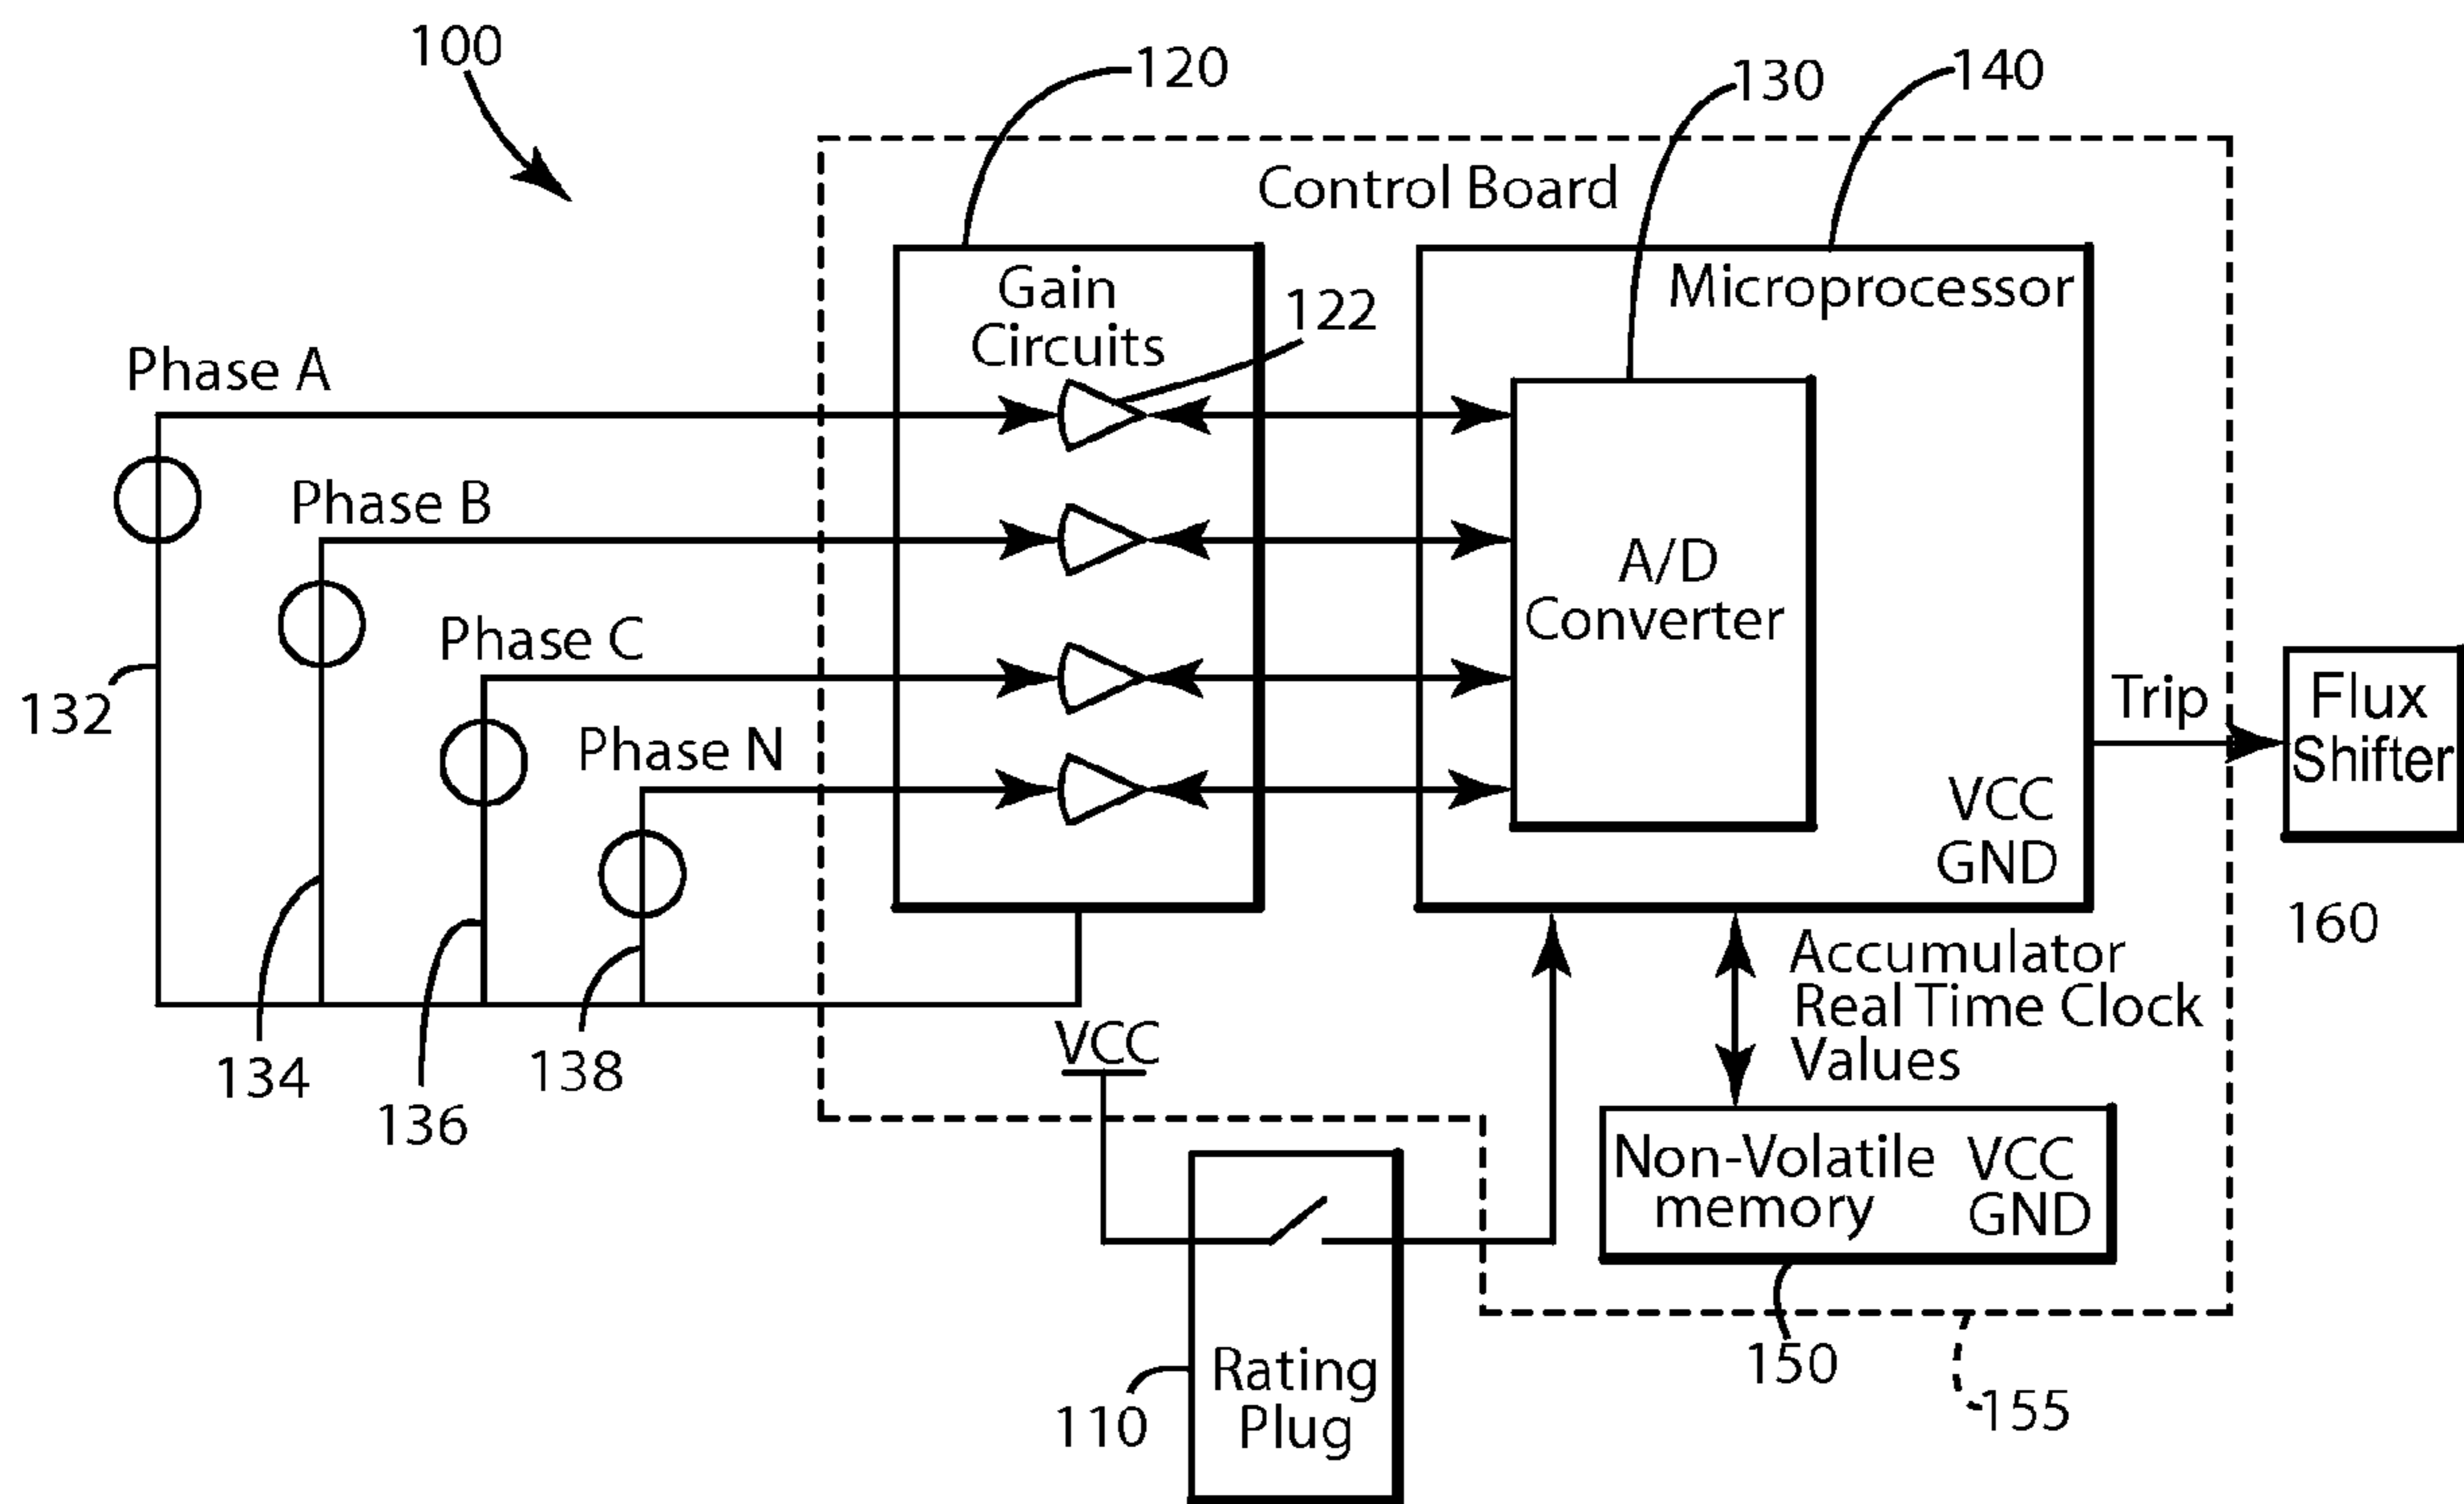 100
120
130
140
Control Board
Gain
Circuits
122
Microprocessor
Phase A
Phase B
A/D
Converter
Phase C
132
Phase N
Trip
Flux
Shifter
VCC
GND
160
Accumulator
Real Time Clock
Values
134
136
138
VCC
Non-Volatile
memory
VCC
GND
150
155
110
Rating
Plug